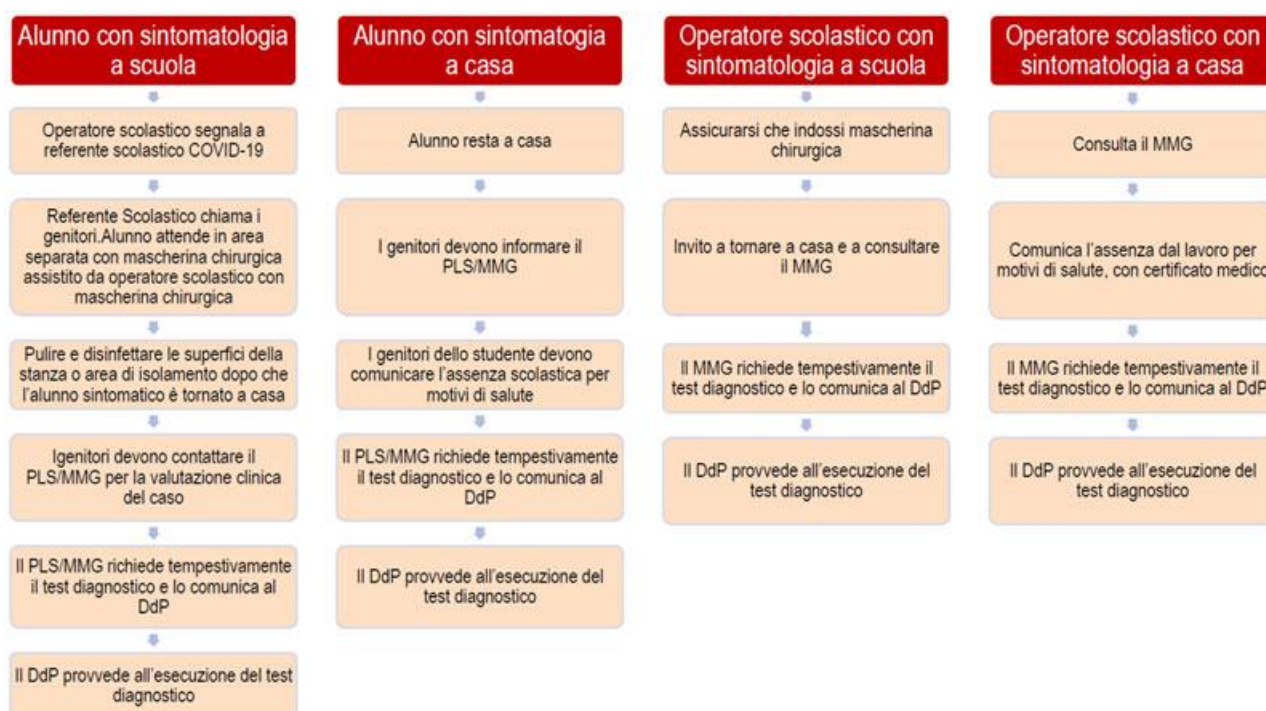 Alunno con sintomatologia
a scuola
Operatore scolastico segnala a
referente scolastico COVID-19
Referente Scolastico chiama i
genitori.Alunno attende in area
separata con mascherina chirurgica
assistito da operatore scolastico con
mascherina chirurgica
Pulire e disinfettare le superfici della
stanza o area di isolamento dopo che
l'alunno sintomatico è tornato a casa
Igenitori devono contattare il
PLS/MMG per la valutazione clinica
del caso
Il PLS/MMG richiede tempestivamente
il test diagnostico e lo comunica al
DdP
Il DdP provvede all'esecuzione del test
diagnostico
Alunno con sintomatogia
a casa
Alunno resta a casa
I genitori devono informare il
PLS/MMG
I genitori dello studente devono
comunicare l'assenza scolastica per
motivi di salute
Il PLS/MMG richiede tempestivamente
il test diagnostico e lo comunica al
DdP
Il DdP provvede all'esecuzione del
test diagnostico
Operatore scolastico con
sintomatologia a scuola
Assicurarsi che indossi mascherina
chirurgica
Invito a tornare a casa e a consultare
il MMG
Il MMG richiede tempestivamente il
test diagnostico e lo comunica al DdP
Il DdP provvede all'esecuzione del
test diagnostico
Operatore scolastico con
sintomatologia a casa
Consulta il MMG
Comunica l'assenza dal lavoro per
motivi di salute, con certificato medico
Il MMG richiede tempestivamente il
test diagnostico e lo comunica al DdP
Il DdP provvede all'esecuzione del
test diagnostico